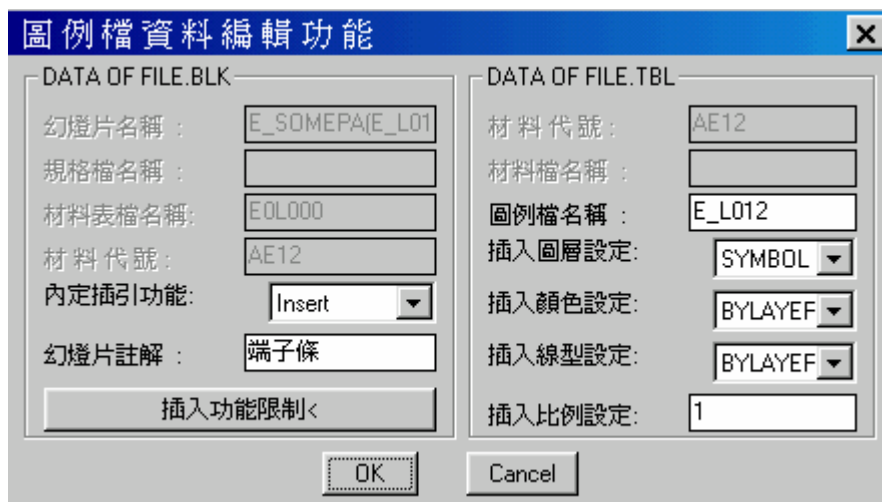 圖例檔資料編輯功能
DATA OF FILE.BLK
幻燈片名稱 :
E_SOMEPA(E_L01
規格檔名稱 :
材料表檔名稱:
E0L000
材料代號:
AE12
內定插引功能:
Insert
幻燈片註解 :
端子條
插入功能限制<
DATA OF FILE.TBL
材料代號:
AE12
材料檔名稱 :
圖例檔名稱 :
E_L012
插入圖層設定:
SYMBOL
插入顏色設定:
BYLAYEF
插入線型設定:
BYLAYEF
插入比例設定:
1
OK
Cancel